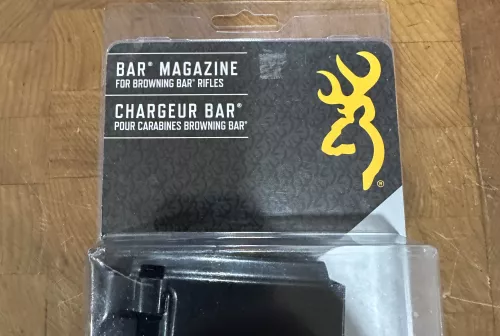 BAR® MAGAZINE
FOR BROWNING BAR® RIFLES
CHARGEUR BAR®
POUR CARABINES BROWNING BAR®
®